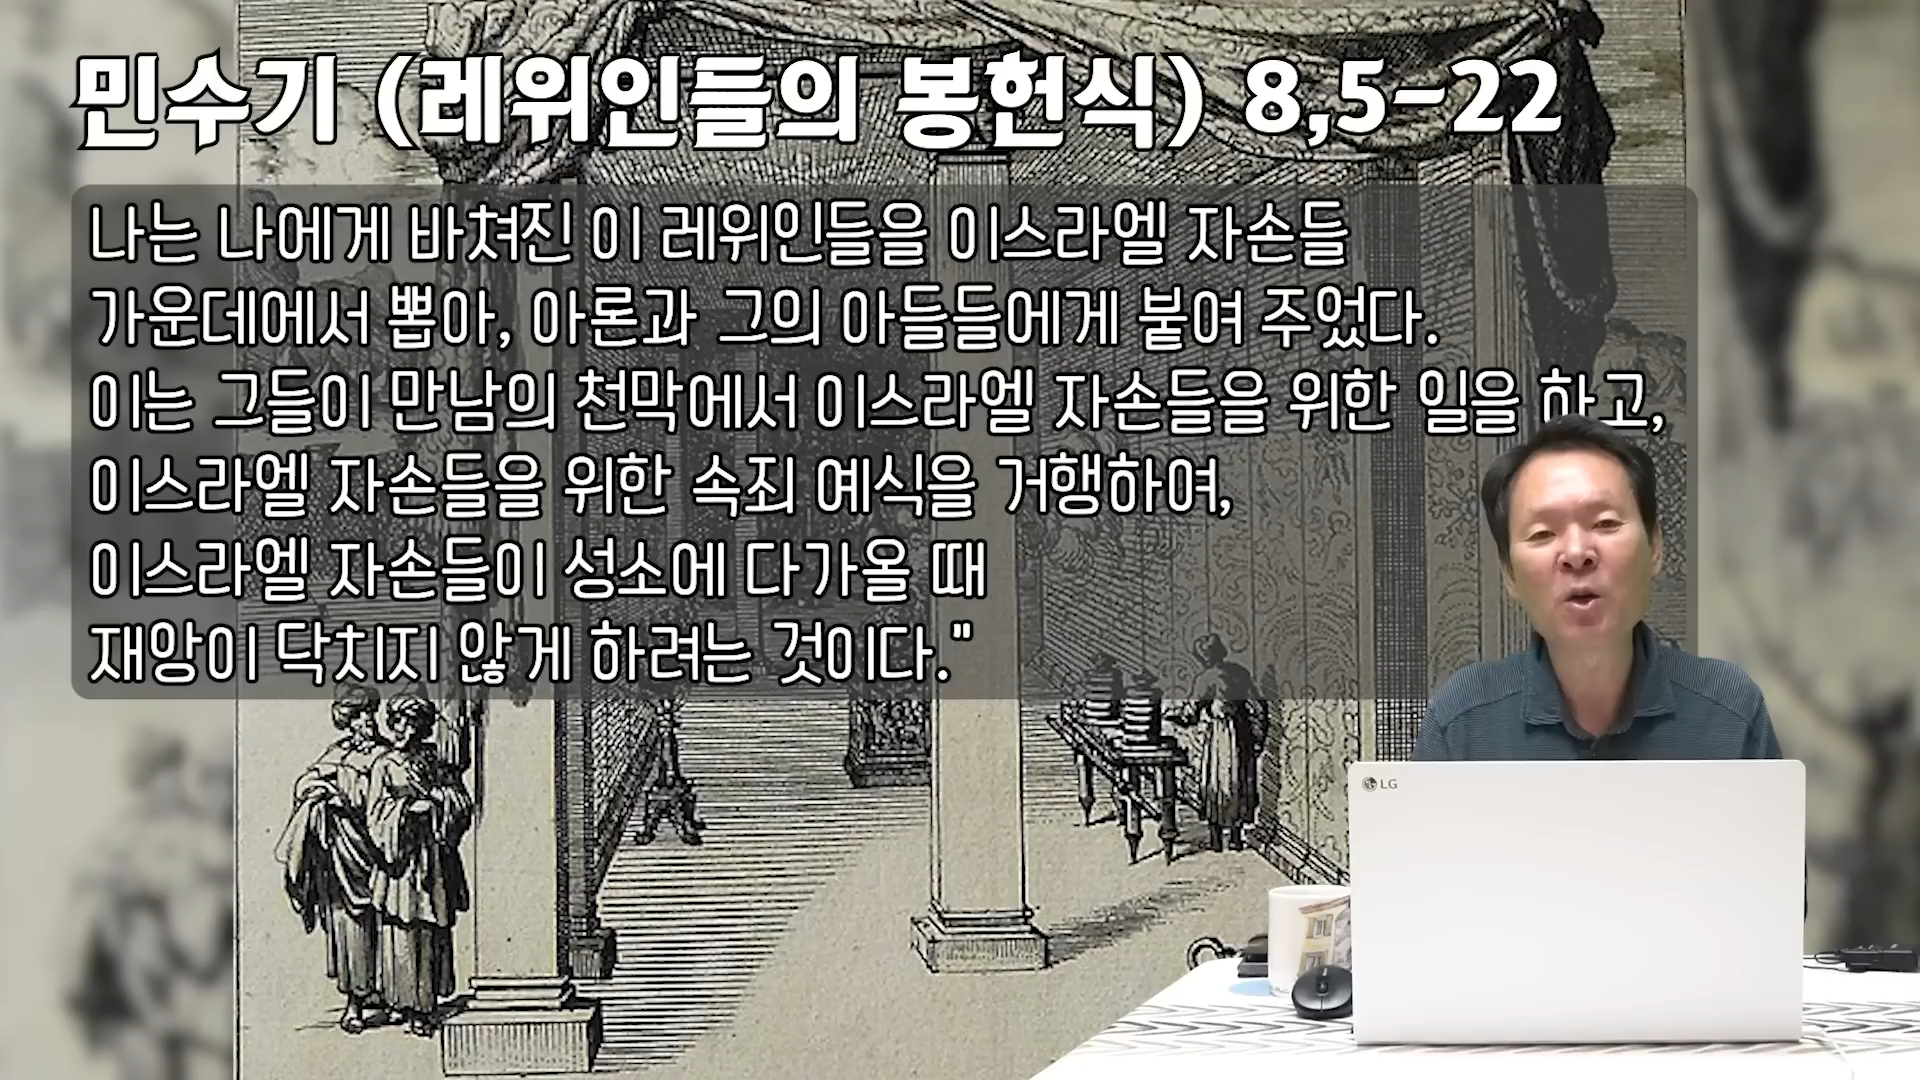 민수기 (레위인들의 봉헌식) 8,5-22
나는 나에게 바쳐진 이 레위인들을 이스라엘 자손들
가운데에서 뽑아, 아론과 그의 아들들에게 붙여 주었다.
이는 그들이 만남의 천막에서 이스라엘 자손들을 위한 일을 하고,
이스라엘 자손들을 위한 속죄 예식을 거행하여,
이스라엘 자손들이 성소에 다가올 때
재앙이 닥치지 않게 하려는 것이다."
LG